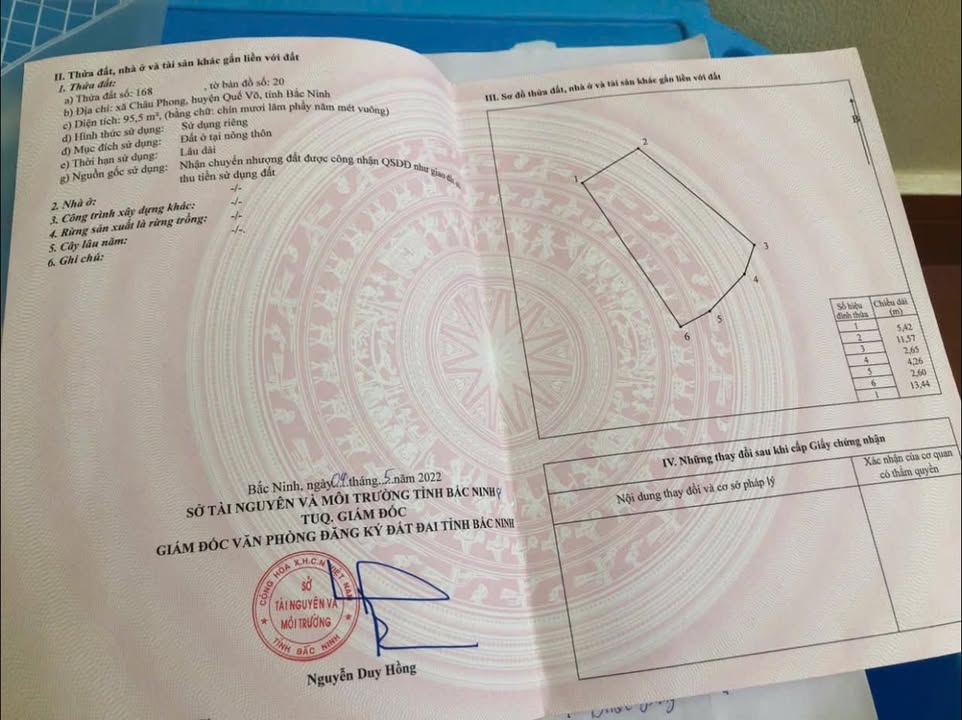 II. Thửa đất, nhà ở và tài sản khác gắn liền với đất
1. Thửa đất:
a) Thửa đất số: 168 , tờ bản đồ số: 20
b) Địa chỉ: xã Châu Phong, huyện Quế Võ, tỉnh Bắc Ninh
c) Diện tích: 95,5 m², (bằng chữ: chín mươi lăm phẩy năm mét vuông)
d) Hình thức sử dụng: Sử dụng riêng
đ) Mục đích sử dụng: Đất ở tại nông thôn
e) Thời hạn sử dụng: Lâu dài
g) Nguồn gốc sử dụng: Nhận chuyển nhượng đất được công nhận QSDĐ như giao đất có
thu tiền sử dụng đất
2. Nhà ở: -/-
3. Công trình xây dựng khác: -/-
4. Rừng sản xuất là rừng trồng: -/-
5. Cây lâu năm: -/-.
6. Ghi chú:
Bắc Ninh, ngày 04 tháng 5 năm 2022
SỞ TÀI NGUYÊN VÀ MÔI TRƯỜNG TỈNH BẮC NINH
TUQ. GIÁM ĐỐC
GIÁM ĐỐC VĂN PHÒNG ĐĂNG KÝ ĐẤT ĐAI TỈNH BẮC NINH
CỘNG HÒA X.H.C.N VIỆT NAM
SỞ
TÀI NGUYÊN VÀ
MÔI TRƯỜNG
TỈNH BẮC NINH
Nguyễn Duy Hồng
III. Sơ đồ thửa đất, nhà ở và tài sản khác gắn liền với đất
B
1
2
3
4
5
6
Số hiệu đỉnh thửa Chiều dài (m)
1
5,42
2
11,57
3
2,65
4
4,26
5
2,60
6
13,44
1
IV. Những thay đổi sau khi cấp Giấy chứng nhận
Nội dung thay đổi và cơ sở pháp lý
Xác nhận của cơ quan
có thẩm quyền